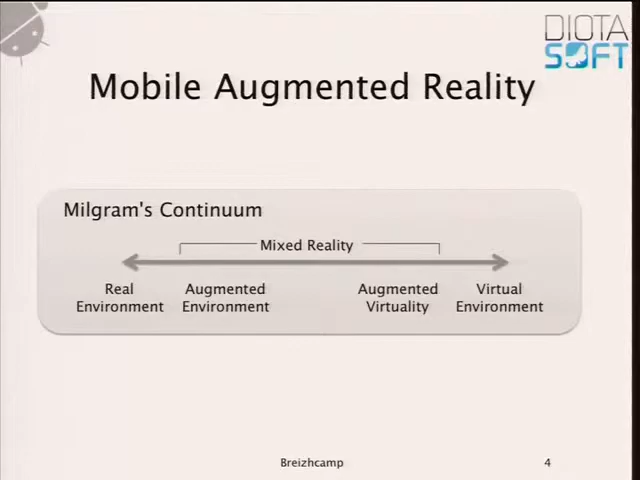 DIOTA
SOFT
Mobile Augmented Reality
Milgram's Continuum
Mixed Reality
Real Environment
Augmented Environment
Augmented Virtuality
Virtual Environment
Breizhcamp
4